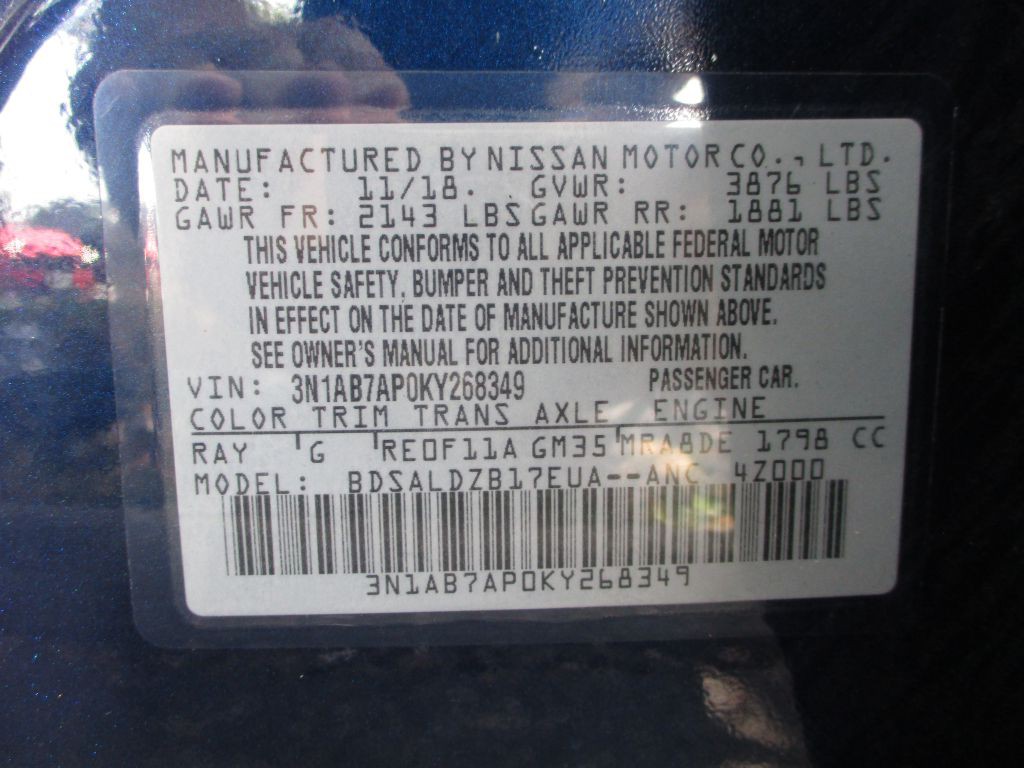 MANUFACTURED BY NISSAN MOTOR CO., LTD.
DATE: 11/18. GVWR: 3876 LBS
GAWR FR: 2143 LBS GAWR RR: 1881 LBS
THIS VEHICLE CONFORMS TO ALL APPLICABLE FEDERAL MOTOR
VEHICLE SAFETY, BUMPER AND THEFT PREVENTION STANDARDS
IN EFFECT ON THE DATE OF MANUFACTURE SHOWN ABOVE.
SEE OWNER'S MANUAL FOR ADDITIONAL INFORMATION.
VIN: 3N1AB7AP0KY268349 PASSENGER CAR.
COLOR TRIM TRANS AXLE ENGINE
RAY G RE0F11A GM35 MRA8DE 1798 CC
MODEL: BDSALDZB17EUA--ANC 4Z000
3N1AB7AP0KY268349